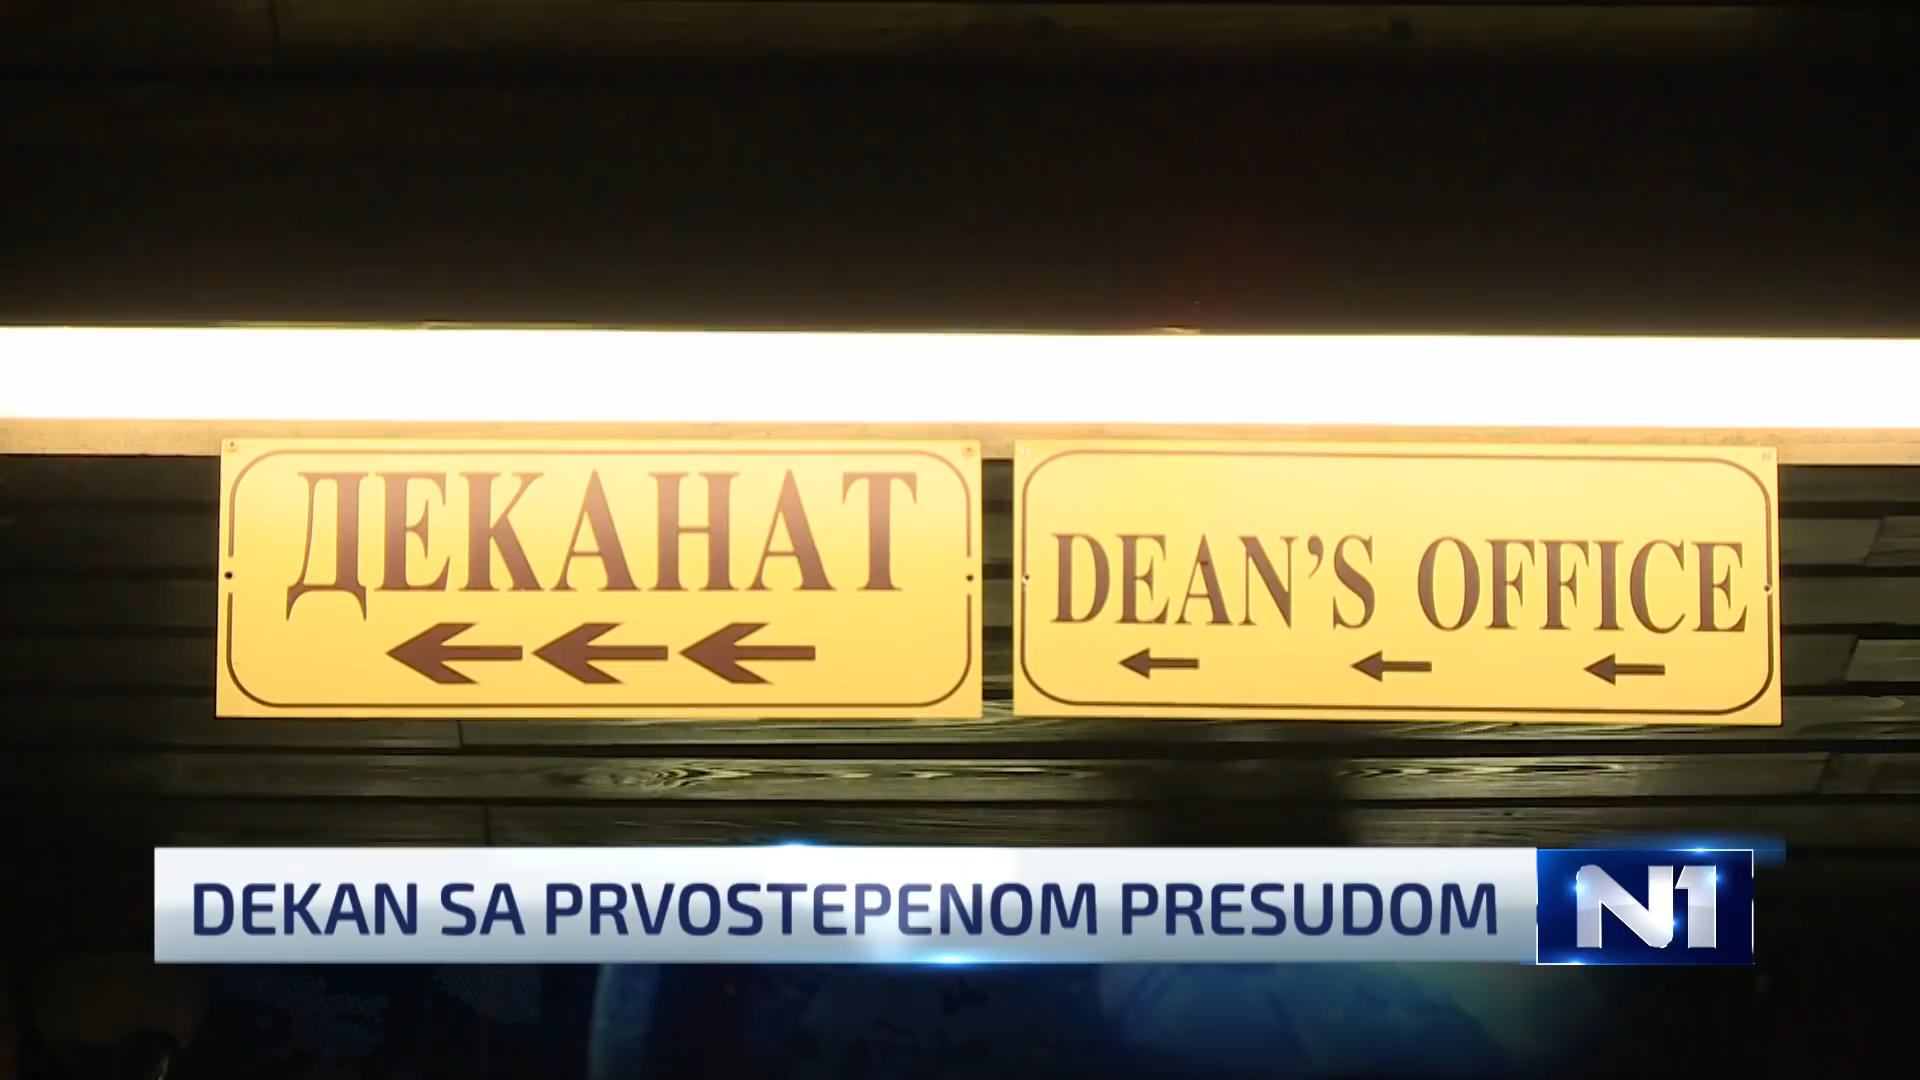 ДЕКАНАТ
DEAN'S OFFICE
DEKAN SA PRVOSTEPENOM PRESUDOM
N1